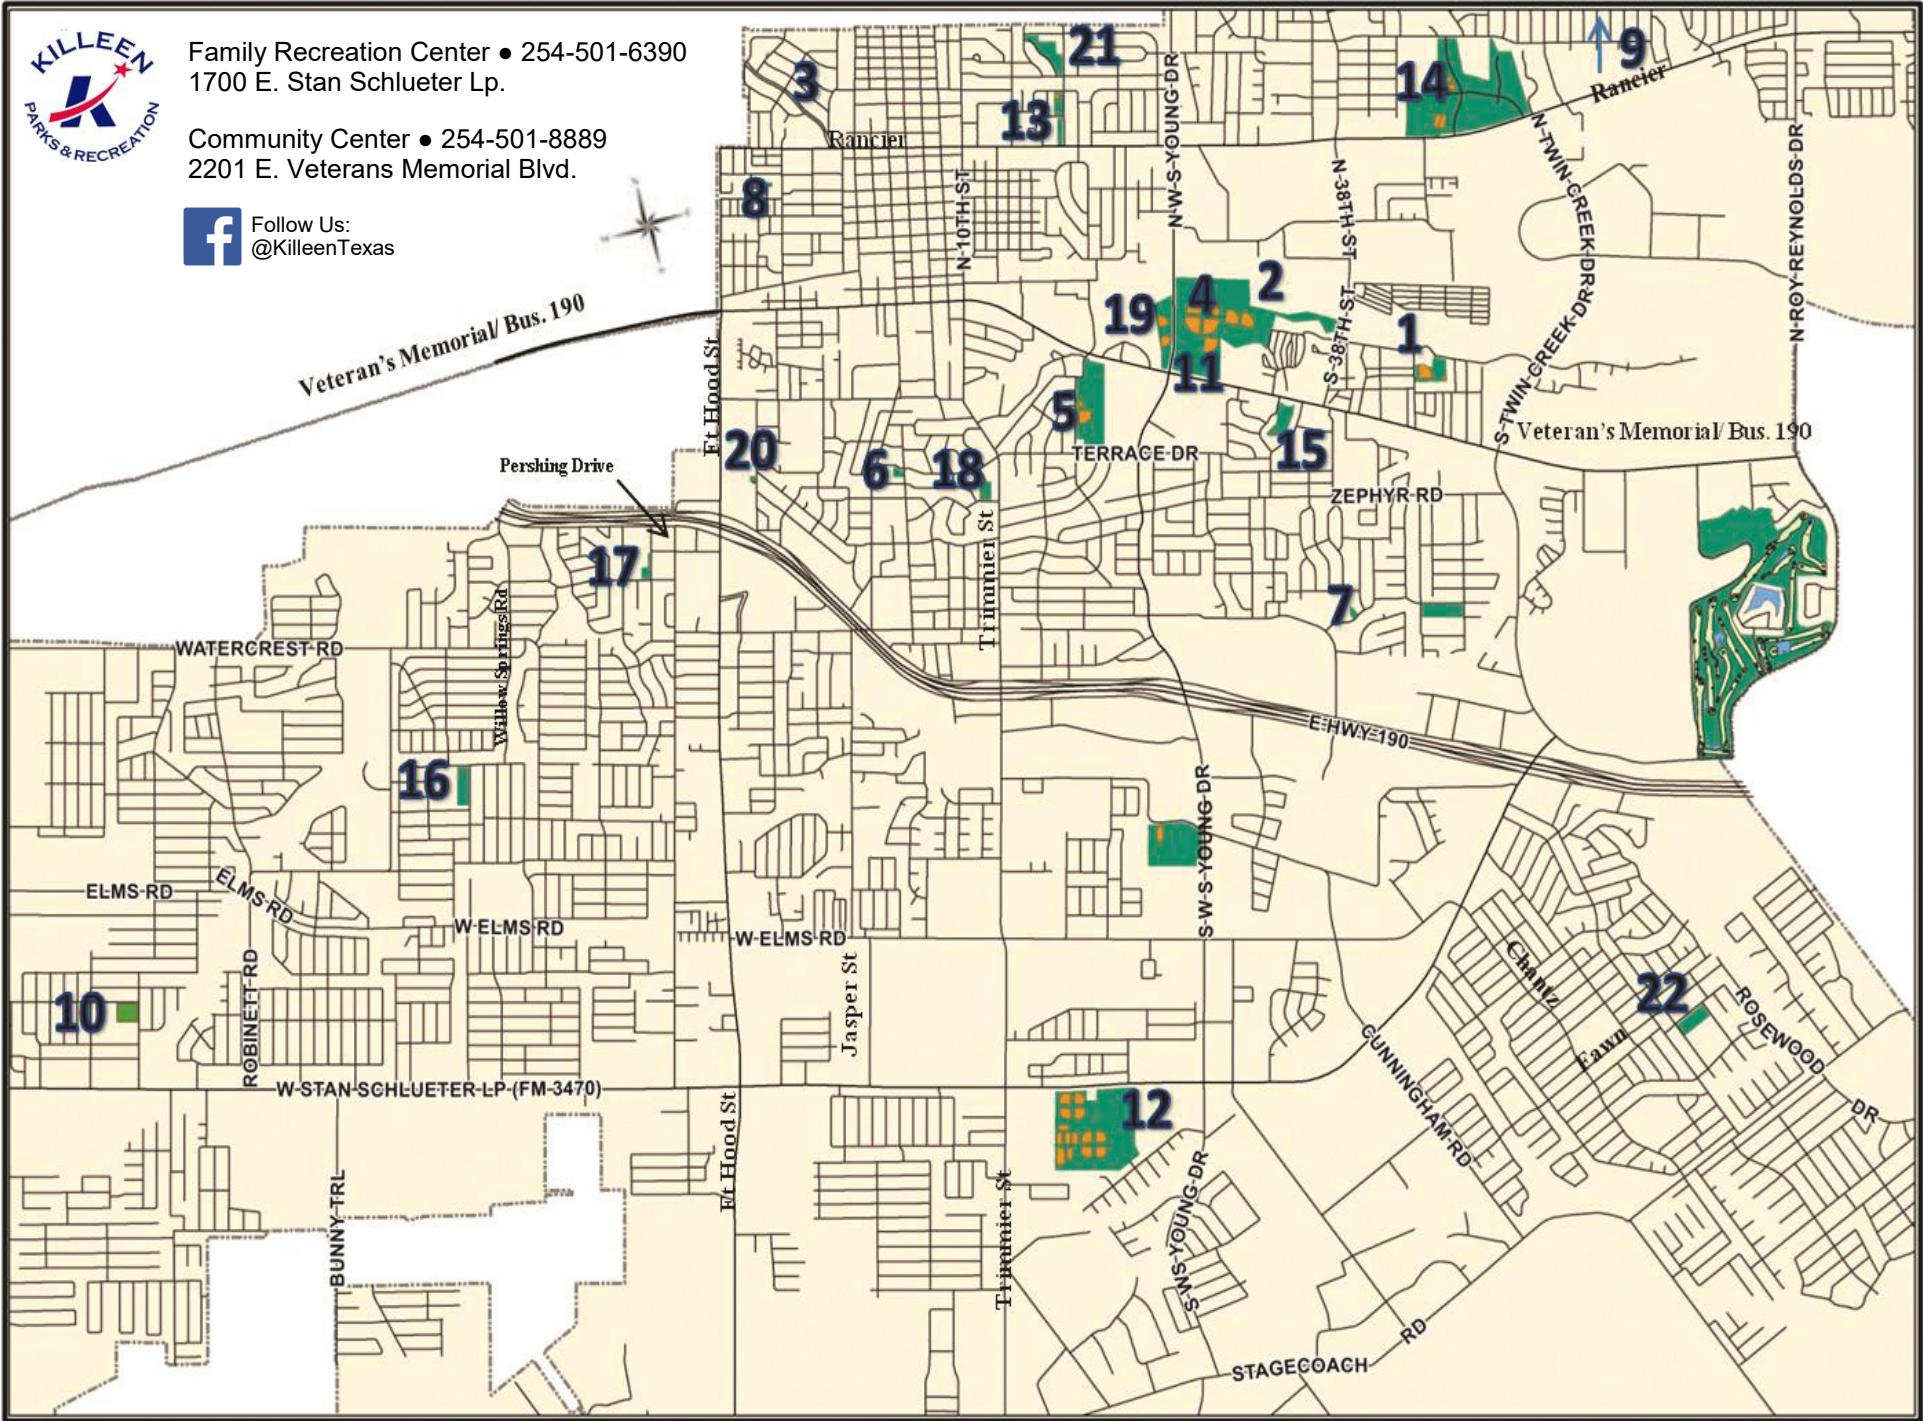 KILLEEN
PARKS & RECREATION
Family Recreation Center ● 254-501-6390
1700 E. Stan Schlueter Lp.
Community Center ● 254-501-8889
2201 E. Veterans Memorial Blvd.
Follow Us:
@KilleenTexas
3
21
13
14
9
Rancier
Rancier
8
N 10TH ST
N-W-S-YOUNG-DR
N-38TH-ST
N-TWIN-CREEK-DR
N-ROY-REYNOLDS-DR
Veteran's Memorial/ Bus. 190
Ft Hood St
19
4
2
11
S-38TH-ST
1
S-TWIN-CREEK-DR
5
TERRACE DR
15
Veteran's Memorial/ Bus. 190
Pershing Drive
20
6
18
ZEPHYR-RD
17
Trimmier St
7
WATERCREST RD
Willow Springs Rd
E-HWY-190
16
S-W-S-YOUNG-DR
ELMS RD
ELMS RD
W-ELMS RD
W-ELMS RD
10
ROBINETT-RD
Jasper St
Chantz
22
Fawn
ROSEWOOD
DR
CUNNINGHAM-RD
W-STAN SCHLUETER-LP (FM-3470)
12
Ft Hood St
BUNNY-TRL
Trimmier St
S-WS-YOUNG-DR
STAGECOACH
RD